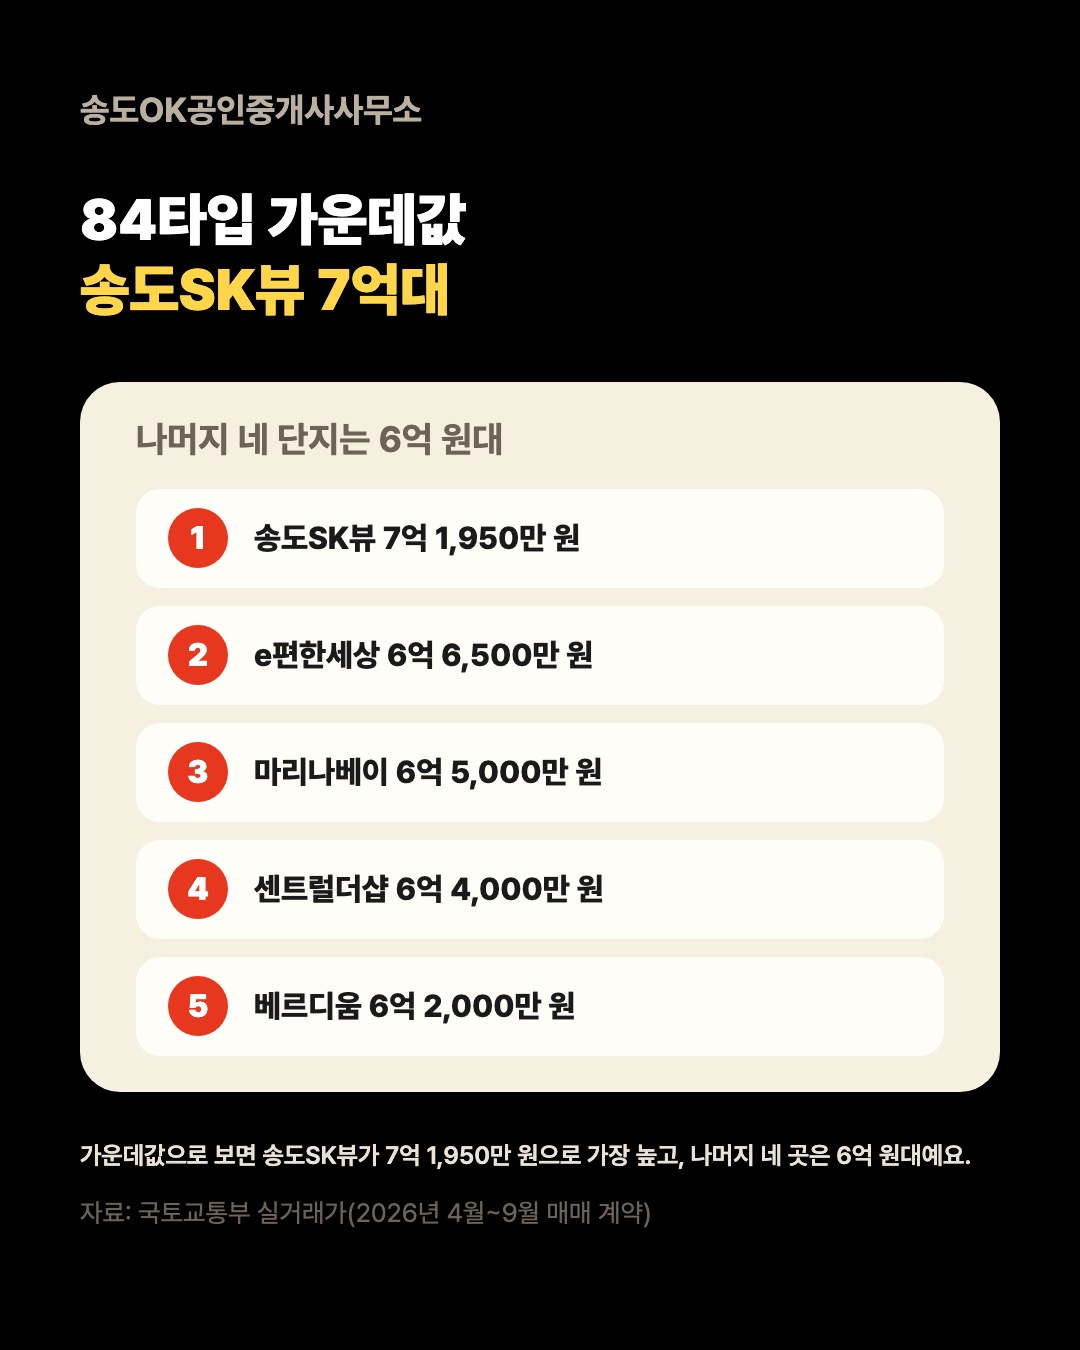 송도OK공인중개사사무소
84타입 가운데값
송도SK뷰 7억대
나머지 네 단지는 6억 원대
1 송도SK뷰 7억 1,950만 원
2 e편한세상 6억 6,500만 원
3 마리나베이 6억 5,000만 원
4 센트럴더샵 6억 4,000만 원
5 베르디움 6억 2,000만 원
가운데값으로 보면 송도SK뷰가 7억 1,950만 원으로 가장 높고, 나머지 네 곳은 6억 원대예요.
자료: 국토교통부 실거래가(2026년 4월~9월 매매 계약)